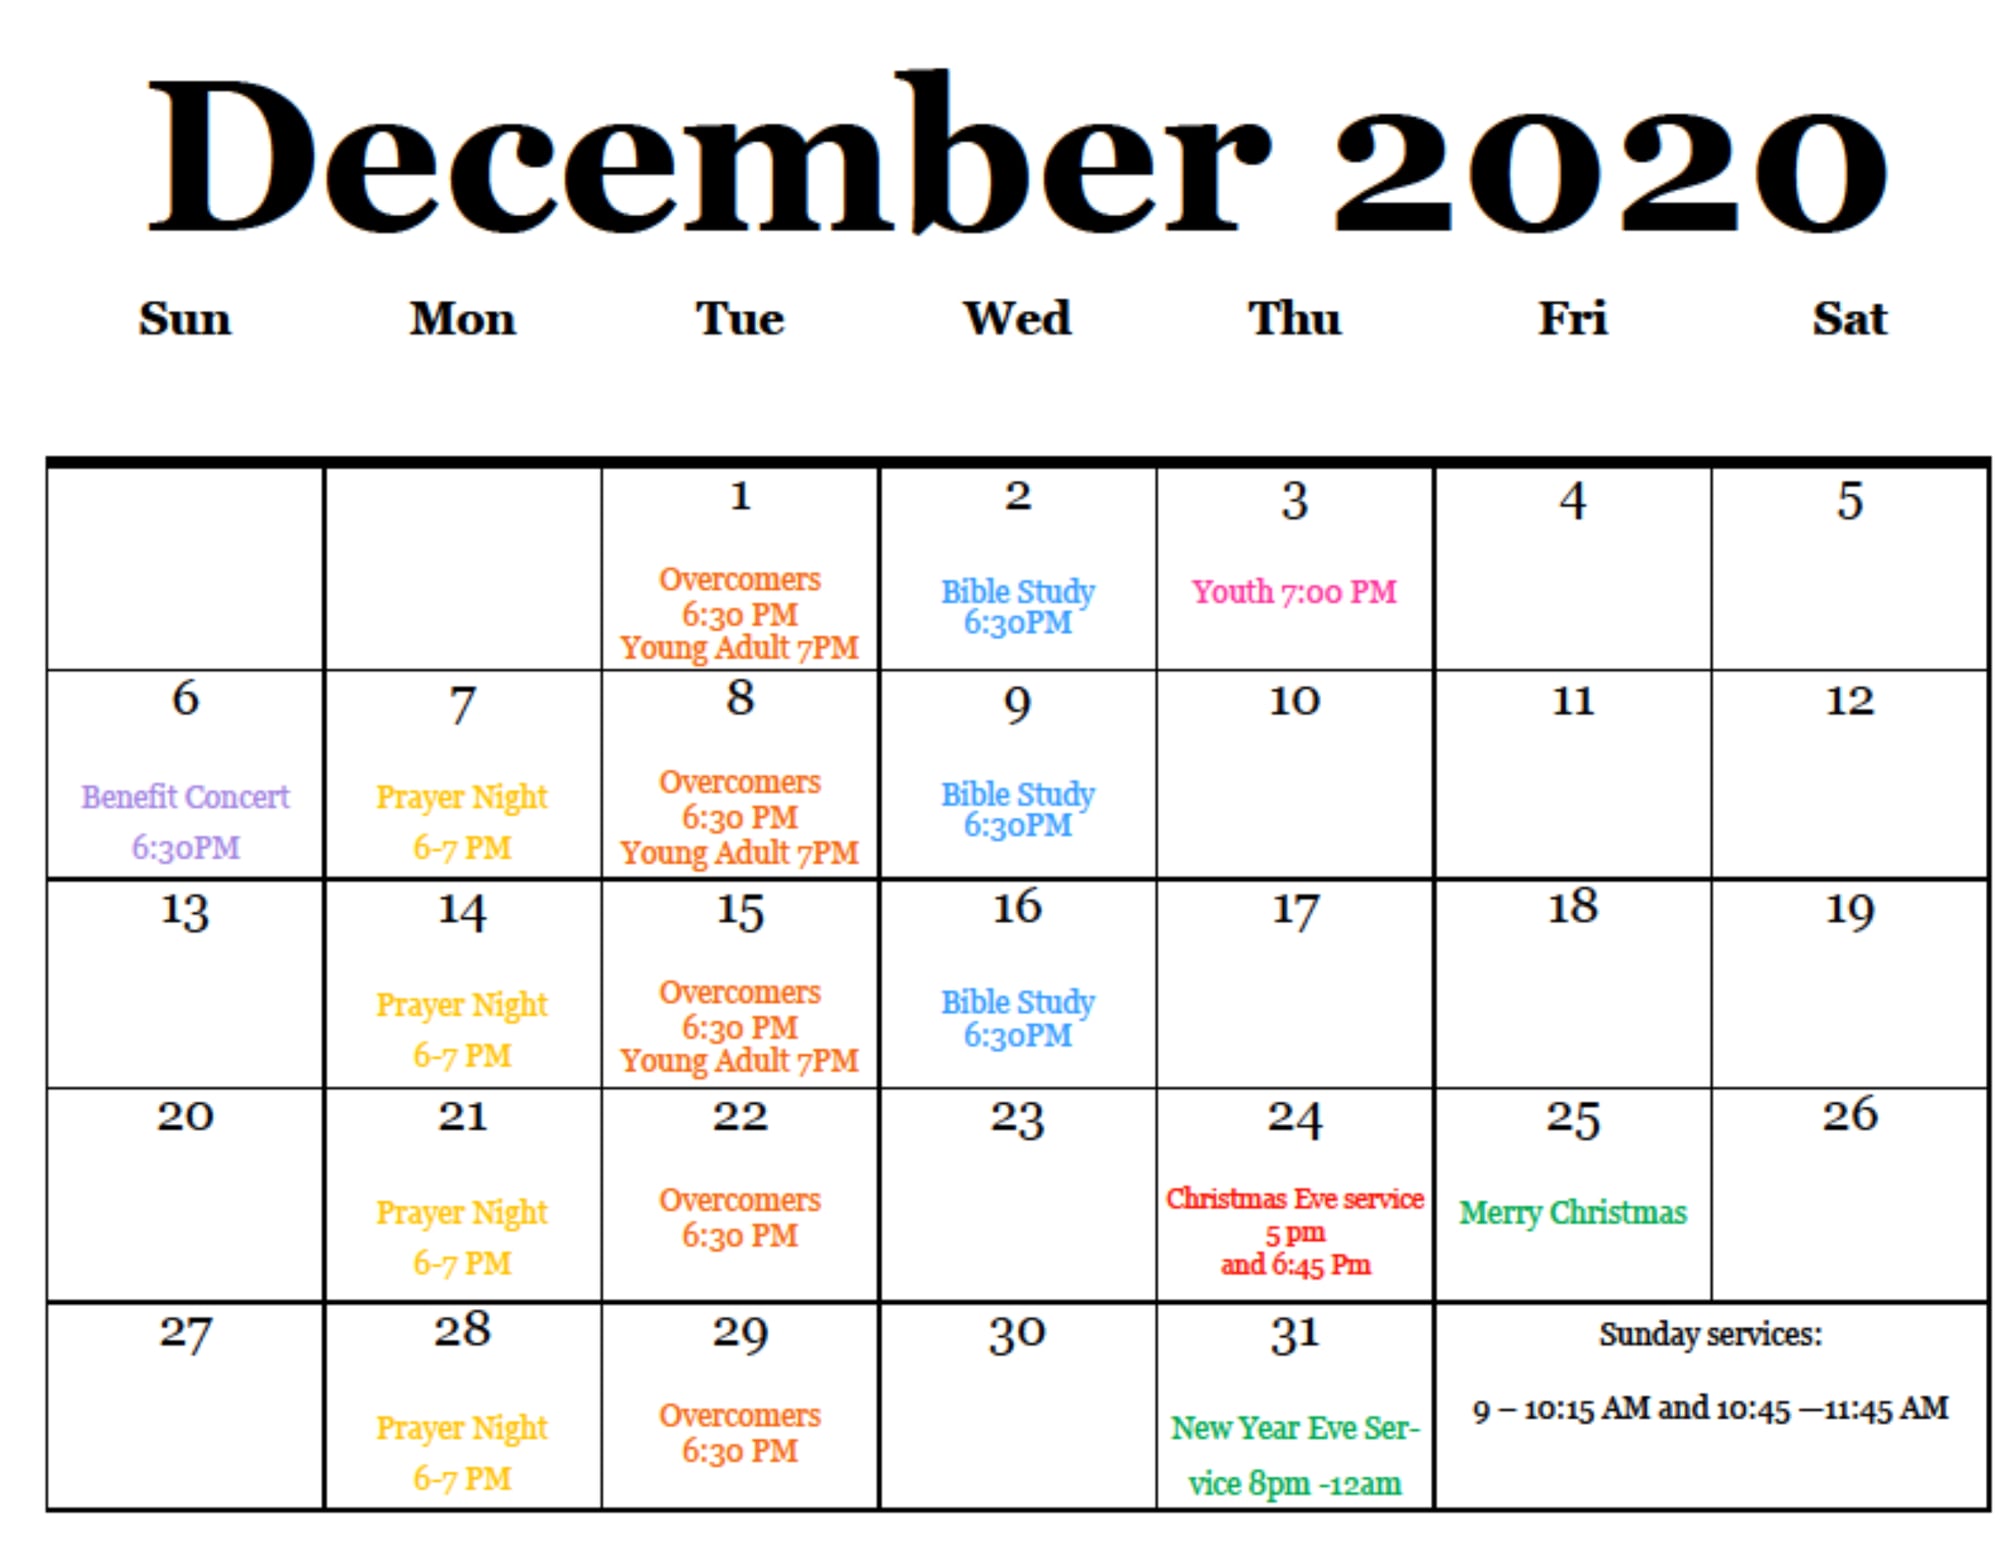 December 2020
Sun Mon Tue Wed Thu Fri Sat
1
Overcomers
6:30 PM
Young Adult 7PM
2
Bible Study
6:30PM
3
Youth 7:00 PM
4
5
6
Benefit Concert
6:30PM
7
Prayer Night
6-7 PM
8
Overcomers
6:30 PM
Young Adult 7PM
9
Bible Study
6:30PM
10
11
12
13
14
Prayer Night
6-7 PM
15
Overcomers
6:30 PM
Young Adult 7PM
16
Bible Study
6:30PM
17
18
19
20
21
Prayer Night
6-7 PM
22
Overcomers
6:30 PM
23
24
Christmas Eve service
5 pm
and 6:45 Pm
25
Merry Christmas
26
27
28
Prayer Night
6-7 PM
29
Overcomers
6:30 PM
30
31
New Year Eve Ser-
vice 8pm -12am
Sunday services:
9 – 10:15 AM and 10:45 —11:45 AM